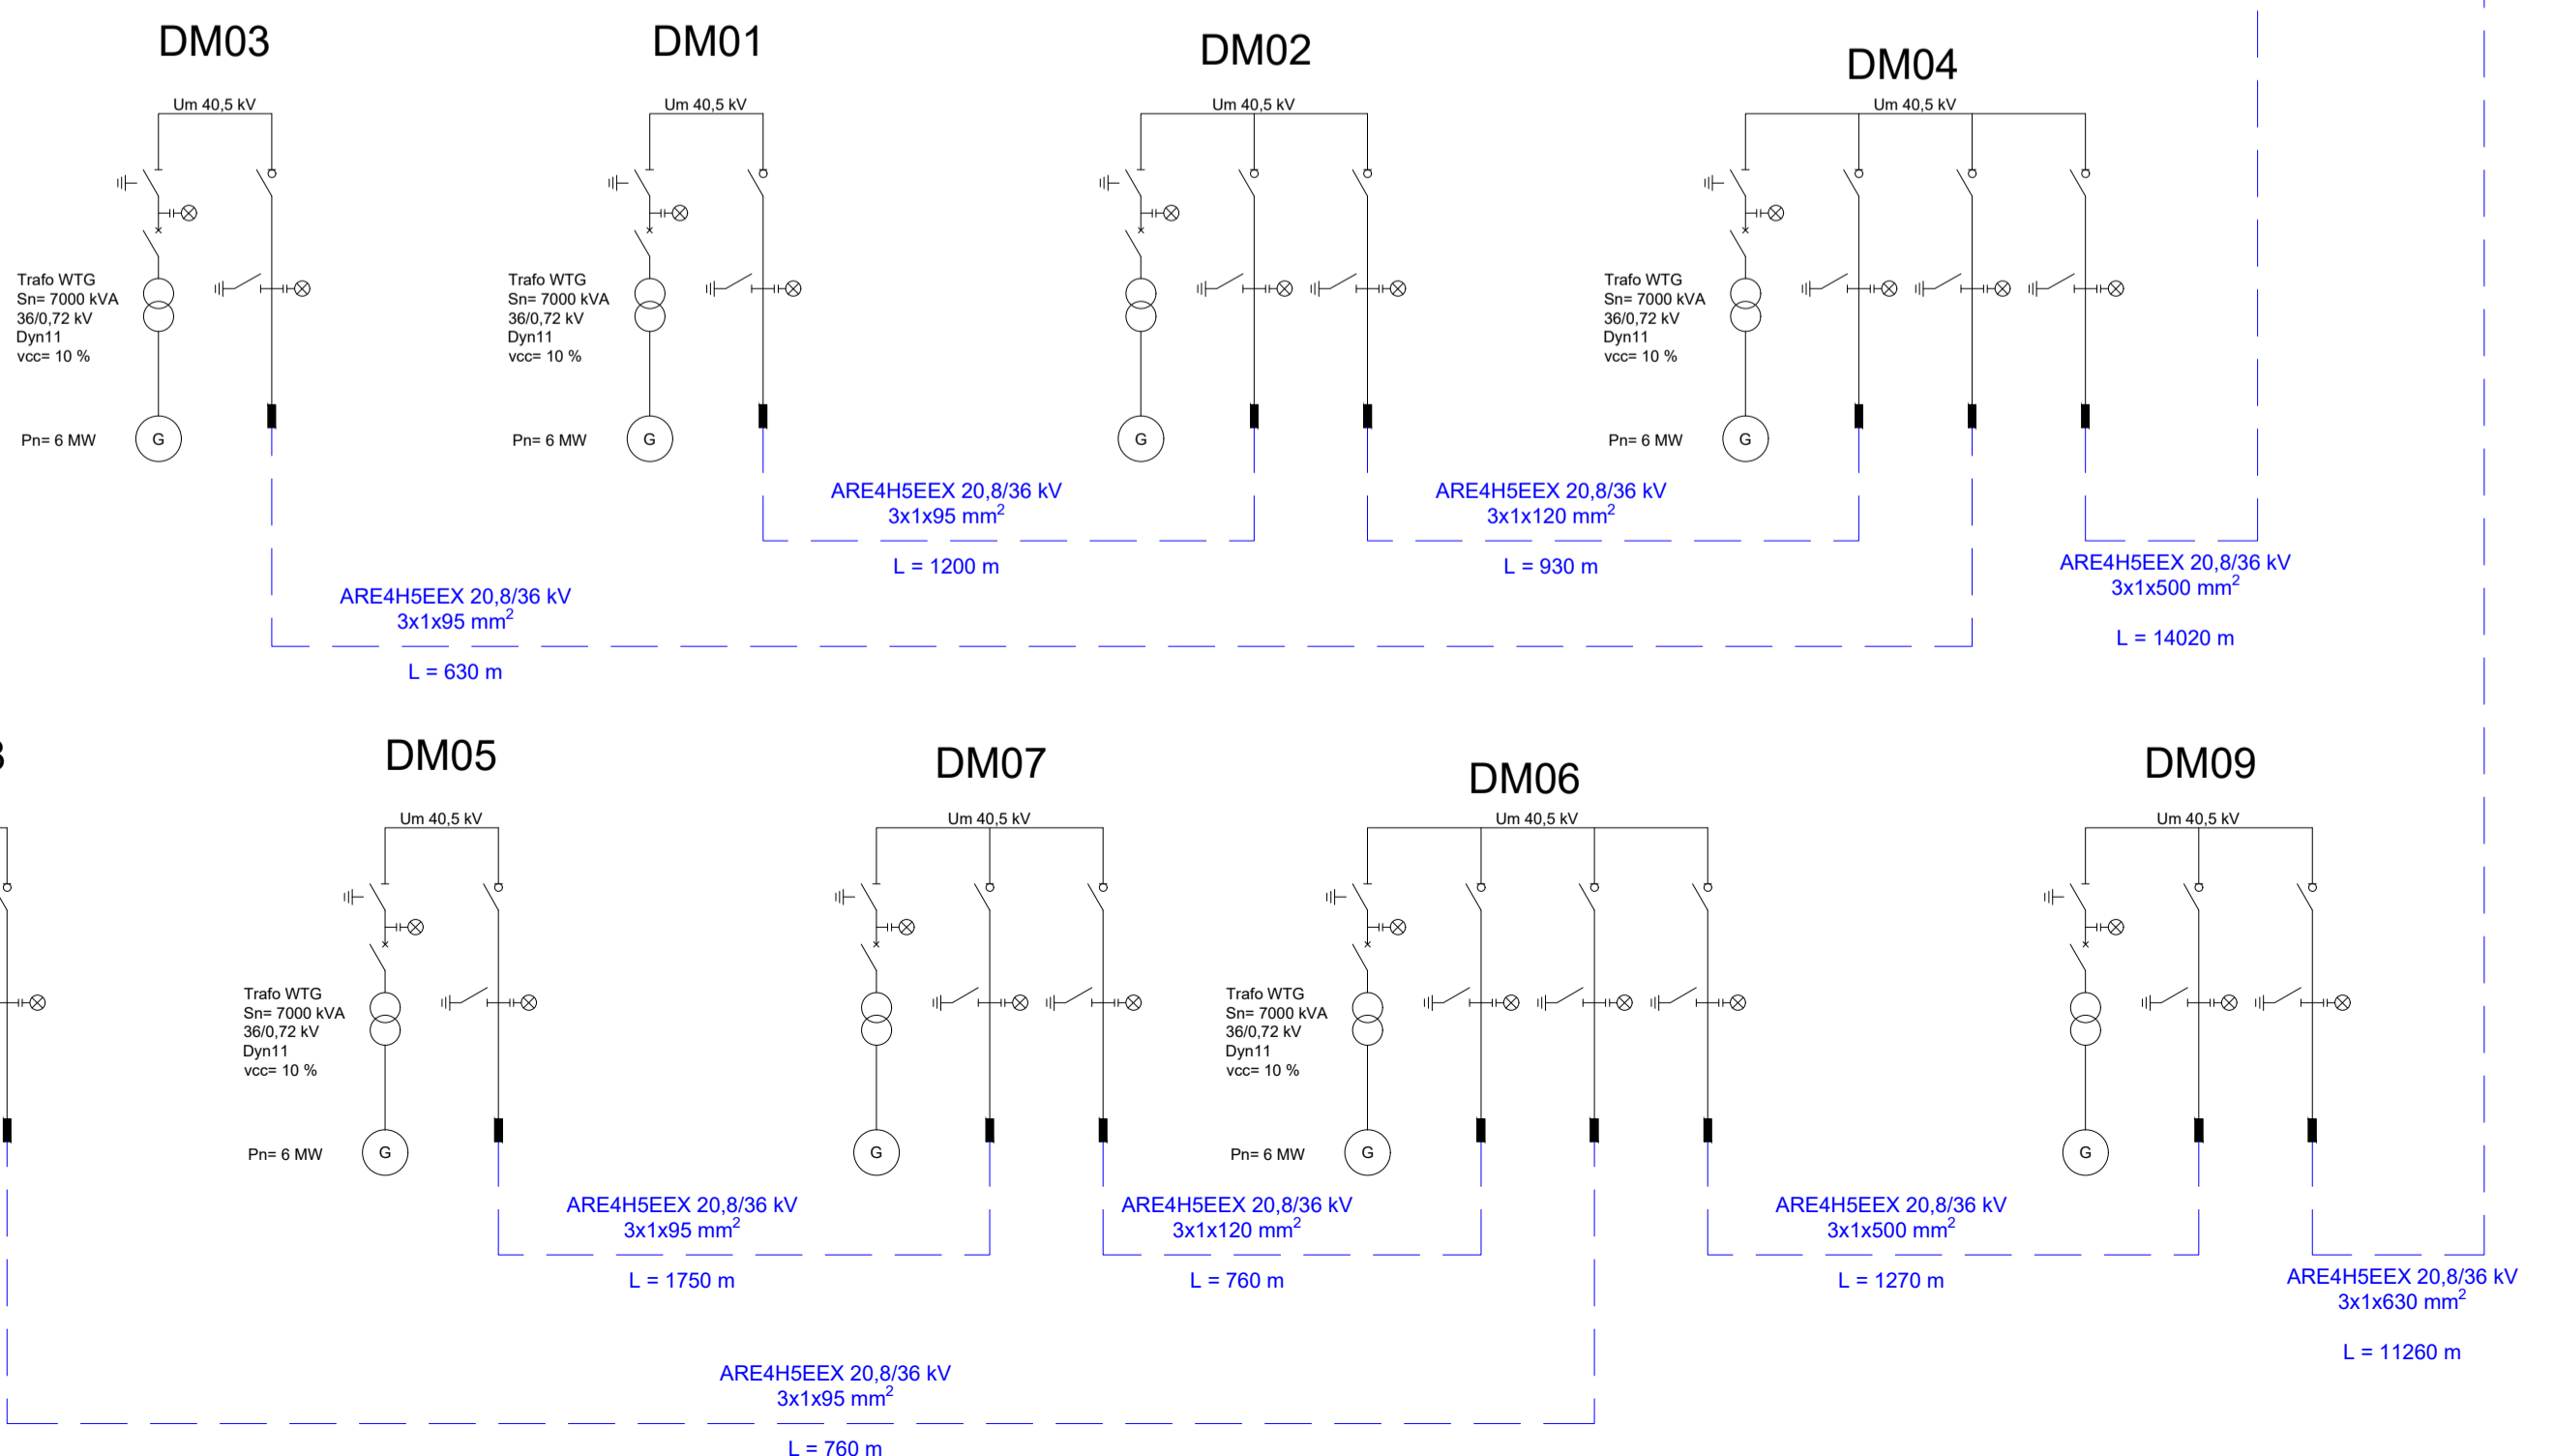 DM03
DM01
DM02
DM04
Um 40,5 kV
Um 40,5 kV
Um 40,5 kV
Um 40,5 kV
Trafo WTG
Sn= 7000 kVA
36/0,72 kV
Dyn11
vcc= 10 %
Pn= 6 MW
G
Trafo WTG
Sn= 7000 kVA
36/0,72 kV
Dyn11
vcc= 10 %
Pn= 6 MW
G
G
Trafo WTG
Sn= 7000 kVA
36/0,72 kV
Dyn11
vcc= 10 %
Pn= 6 MW
G
ARE4H5EEX 20,8/36 kV
3x1x95 mm²
L = 1200 m
ARE4H5EEX 20,8/36 kV
3x1x120 mm²
L = 930 m
ARE4H5EEX 20,8/36 kV
3x1x500 mm²
L = 14020 m
ARE4H5EEX 20,8/36 kV
3x1x95 mm²
L = 630 m
DM05
DM07
DM06
DM09
Um 40,5 kV
Um 40,5 kV
Um 40,5 kV
Um 40,5 kV
Trafo WTG
Sn= 7000 kVA
36/0,72 kV
Dyn11
vcc= 10 %
Pn= 6 MW
G
G
Trafo WTG
Sn= 7000 kVA
36/0,72 kV
Dyn11
vcc= 10 %
Pn= 6 MW
G
G
ARE4H5EEX 20,8/36 kV
3x1x95 mm²
L = 1750 m
ARE4H5EEX 20,8/36 kV
3x1x120 mm²
L = 760 m
ARE4H5EEX 20,8/36 kV
3x1x500 mm²
L = 1270 m
ARE4H5EEX 20,8/36 kV
3x1x630 mm²
L = 11260 m
ARE4H5EEX 20,8/36 kV
3x1x95 mm²
L = 760 m